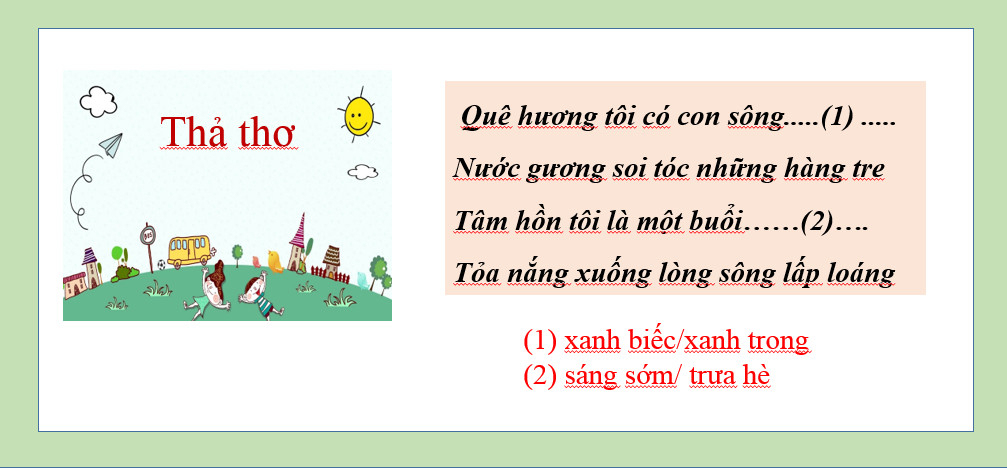 Thả thơ
Quê hương tôi có con sông.....(1) .....
Nước gương soi tóc những hàng tre
Tâm hồn tôi là một buổi……(2)….
Tỏa nắng xuống lòng sông lấp loáng
(1) xanh biếc/xanh trong
(2) sáng sớm/ trưa hè